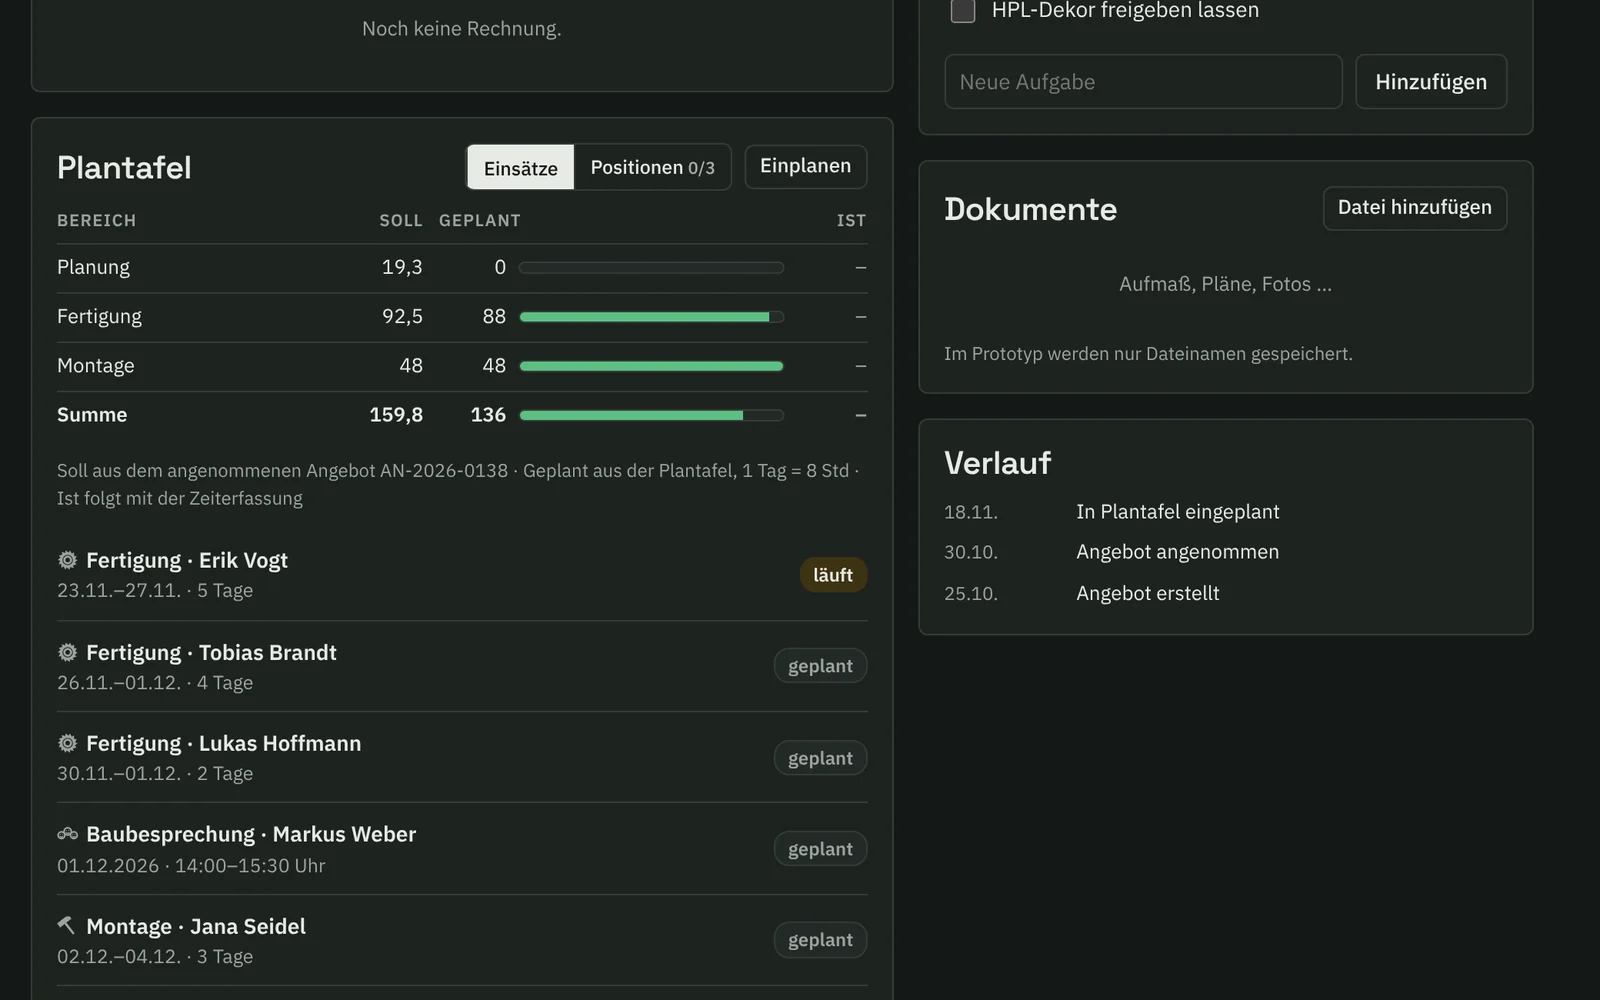 Noch keine Rechnung.
Plantafel
Einsätze
Positionen 0/3
Einplanen
BEREICH SOLL GEPLANT IST
Planung 19,3 0 –
Fertigung 92,5 88 –
Montage 48 48 –
Summe 159,8 136 –
Soll aus dem angenommenen Angebot AN-2026-0138 · Geplant aus der Plantafel, 1 Tag = 8 Std ·
Ist folgt mit der Zeiterfassung
Fertigung · Erik Vogt
23.11.–27.11. · 5 Tage
läuft
Fertigung · Tobias Brandt
26.11.–01.12. · 4 Tage
geplant
Fertigung · Lukas Hoffmann
30.11.–01.12. · 2 Tage
geplant
Baubesprechung · Markus Weber
01.12.2026 · 14:00–15:30 Uhr
geplant
Montage · Jana Seidel
02.12.–04.12. · 3 Tage
geplant
HPL-Dekor freigeben lassen
Neue Aufgabe
Hinzufügen
Dokumente
Datei hinzufügen
Aufmaß, Pläne, Fotos ...
Im Prototyp werden nur Dateinamen gespeichert.
Verlauf
18.11. In Plantafel eingeplant
30.10. Angebot angenommen
25.10. Angebot erstellt